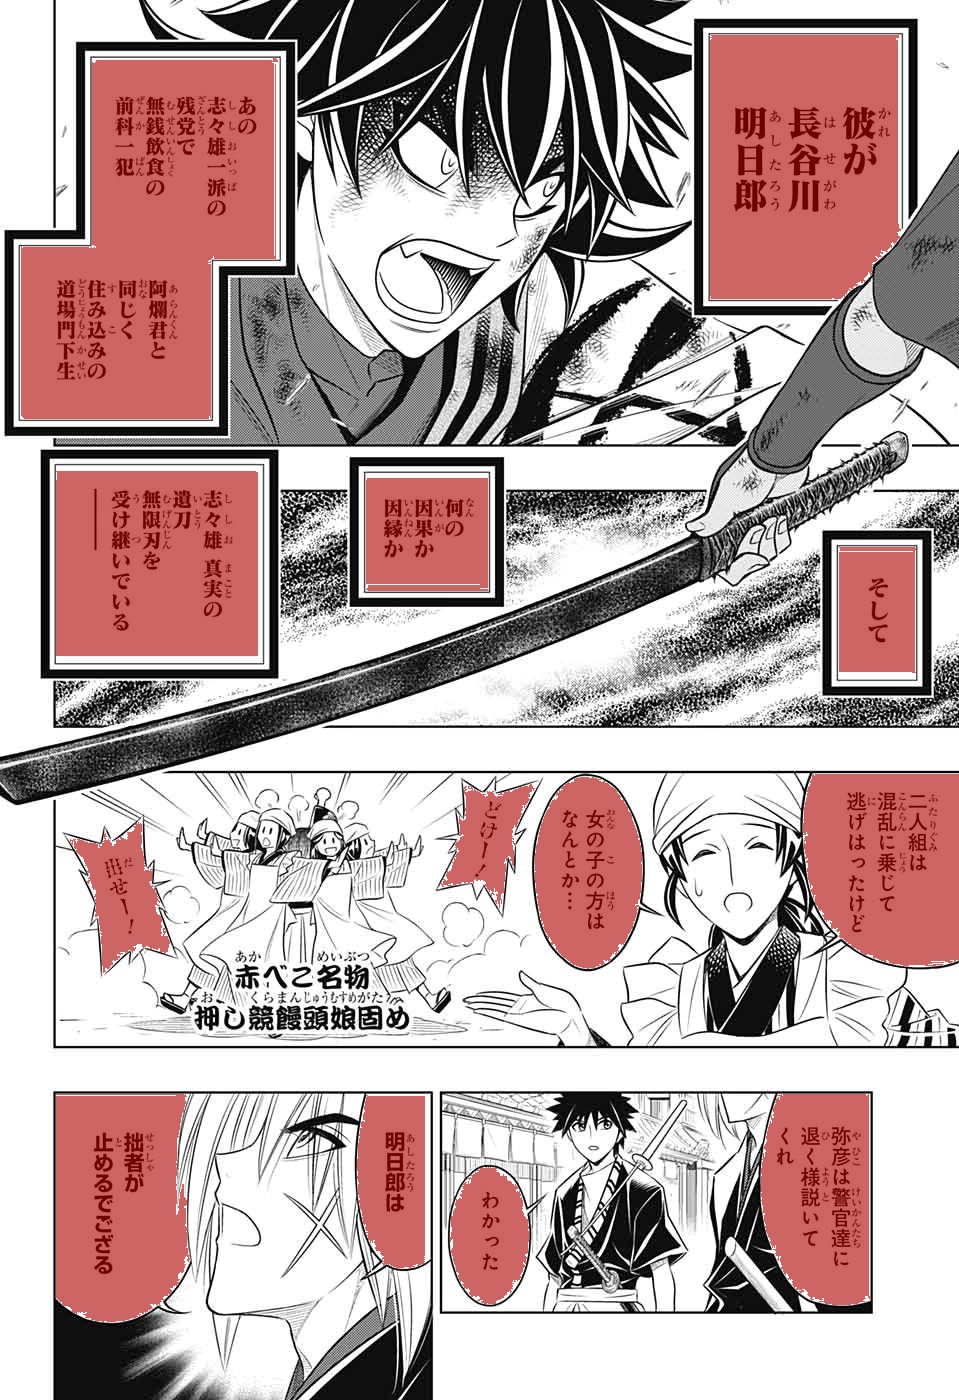 彼が
長谷川
明日郎
あの
志々雄一派の
残党で
無銭飲食の
前科一犯
阿爛君と
同じく
住み込みの
道場門下生
そして
何の
因果か
因縁か
志々雄 真実の
遺刀
無限刃を
受け継いでいる
――
二人組は
混乱に乗じて
逃げはったけど
女の子の方は
なんとか…
どけー!
出せー!
赤べこ名物
押し競饅頭娘固め
弥彦は警官達に
退く様説いて
くれ
わかった
明日郎は
拙者が
止めるでござる